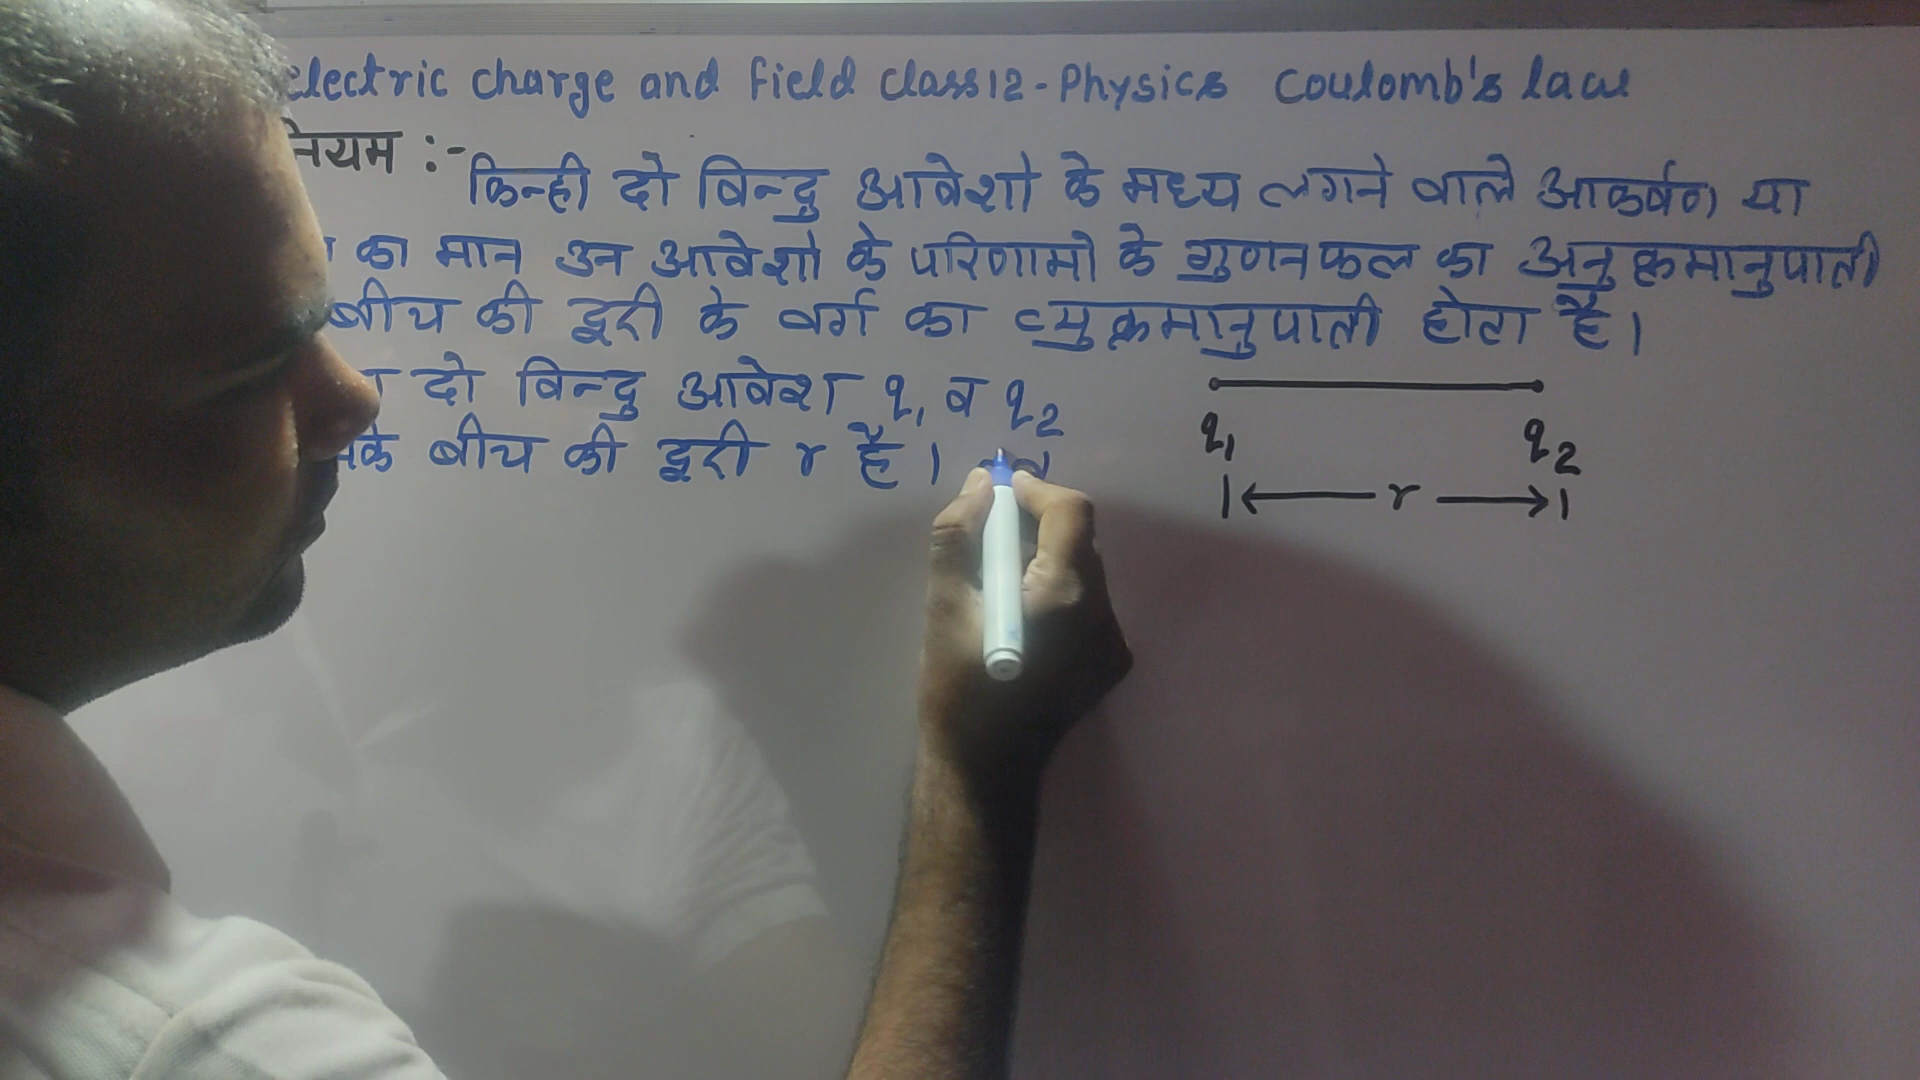 electric charge and field class12-Physics Coulomb's law
नियम :-
किन्ही दो बिन्दु आवेशो के मध्य लगने वाले आकर्षण या
का मान उन आवेशो के परिणामो के गुणनफल का अनुक्रमानुपाती
बीच की दूरी के वर्ग का व्युक्रमानुपाती होता है।
दो बिन्दु आवेश q₁ व q₂
बीच की दूरी r है।
q₁ q₂
r